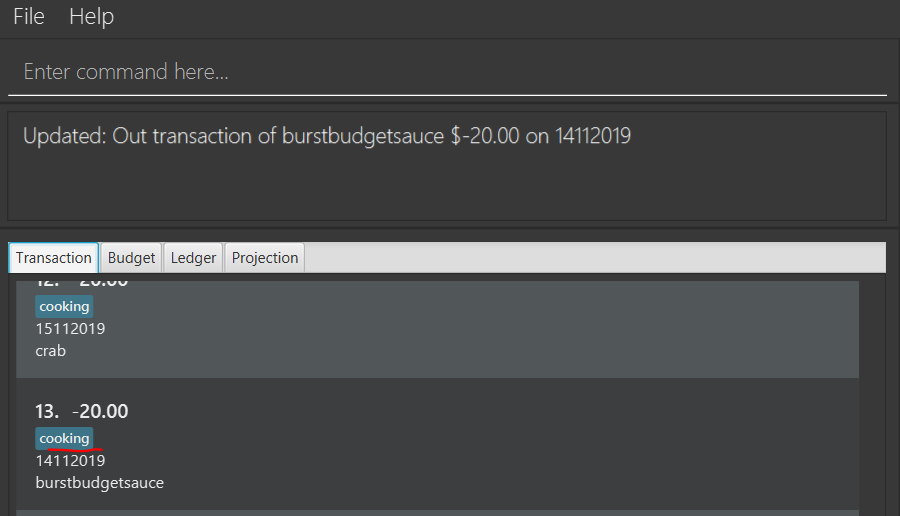 File Help
Enter command here...
Updated: Out transaction of burstbudgetsauce $-20.00 on 14112019
Transaction Budget Ledger Projection
12. -20.00
cooking
15112019
crab
13. -20.00
cooking
14112019
burstbudgetsauce